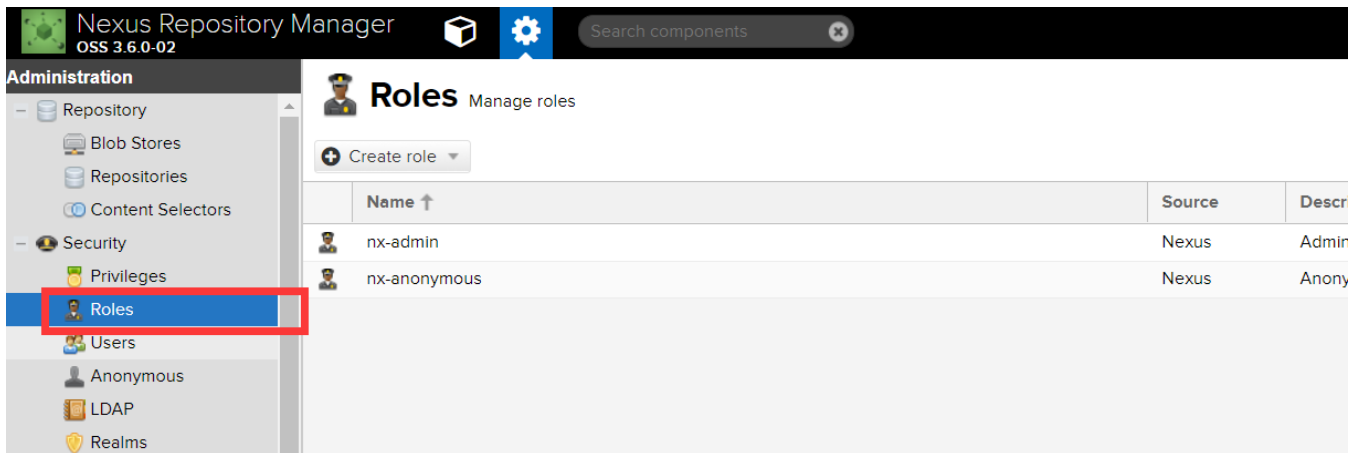 Nexus Repository Manager
OSS 3.6.0-02
Search components
Administration
Repository
Blob Stores
Repositories
Content Selectors
Security
Privileges
Roles
Users
Anonymous
LDAP
Realms
Roles Manage roles
Create role
Name Source Descr
nx-admin Nexus Admin
nx-anonymous Nexus Anony